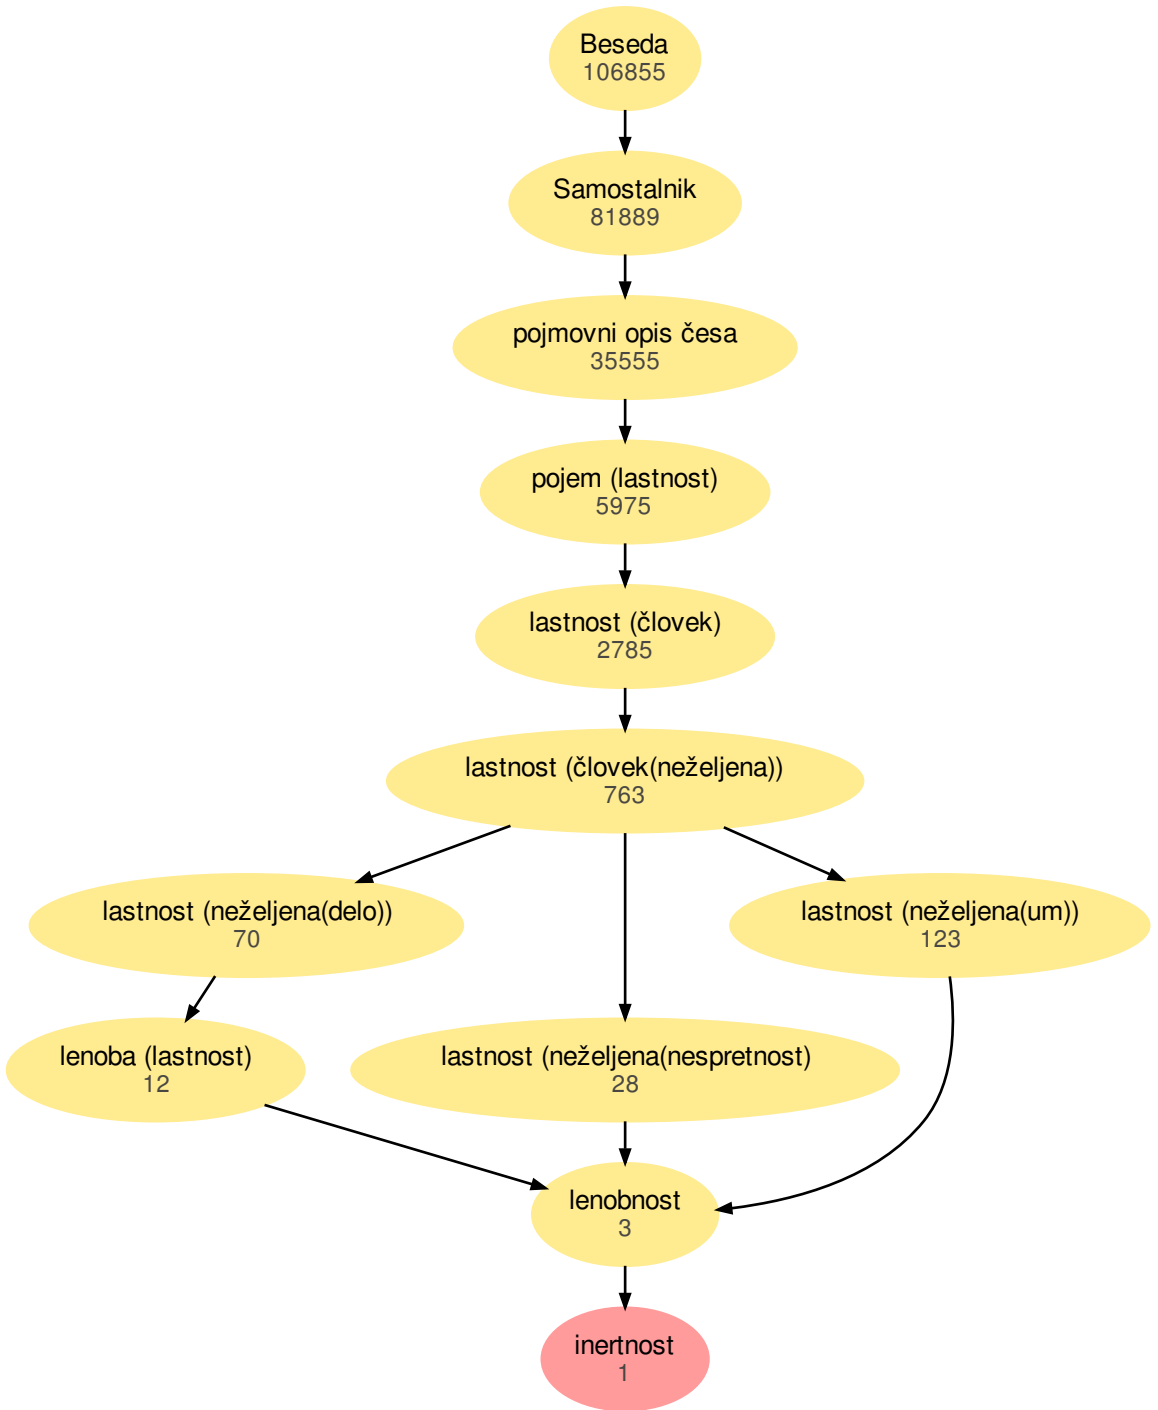 Beseda
106855
Samostalnik
81889
pojmovni opis česa
35555
pojem (lastnost)
5975
lastnost (človek)
2785
lastnost (človek(neželjena))
763
lastnost (neželjena(delo))
70
lastnost (neželjena(um))
123
lenoba (lastnost)
12
lastnost (neželjena(nespretnost)
28
lenobnost
3
inertnost
1